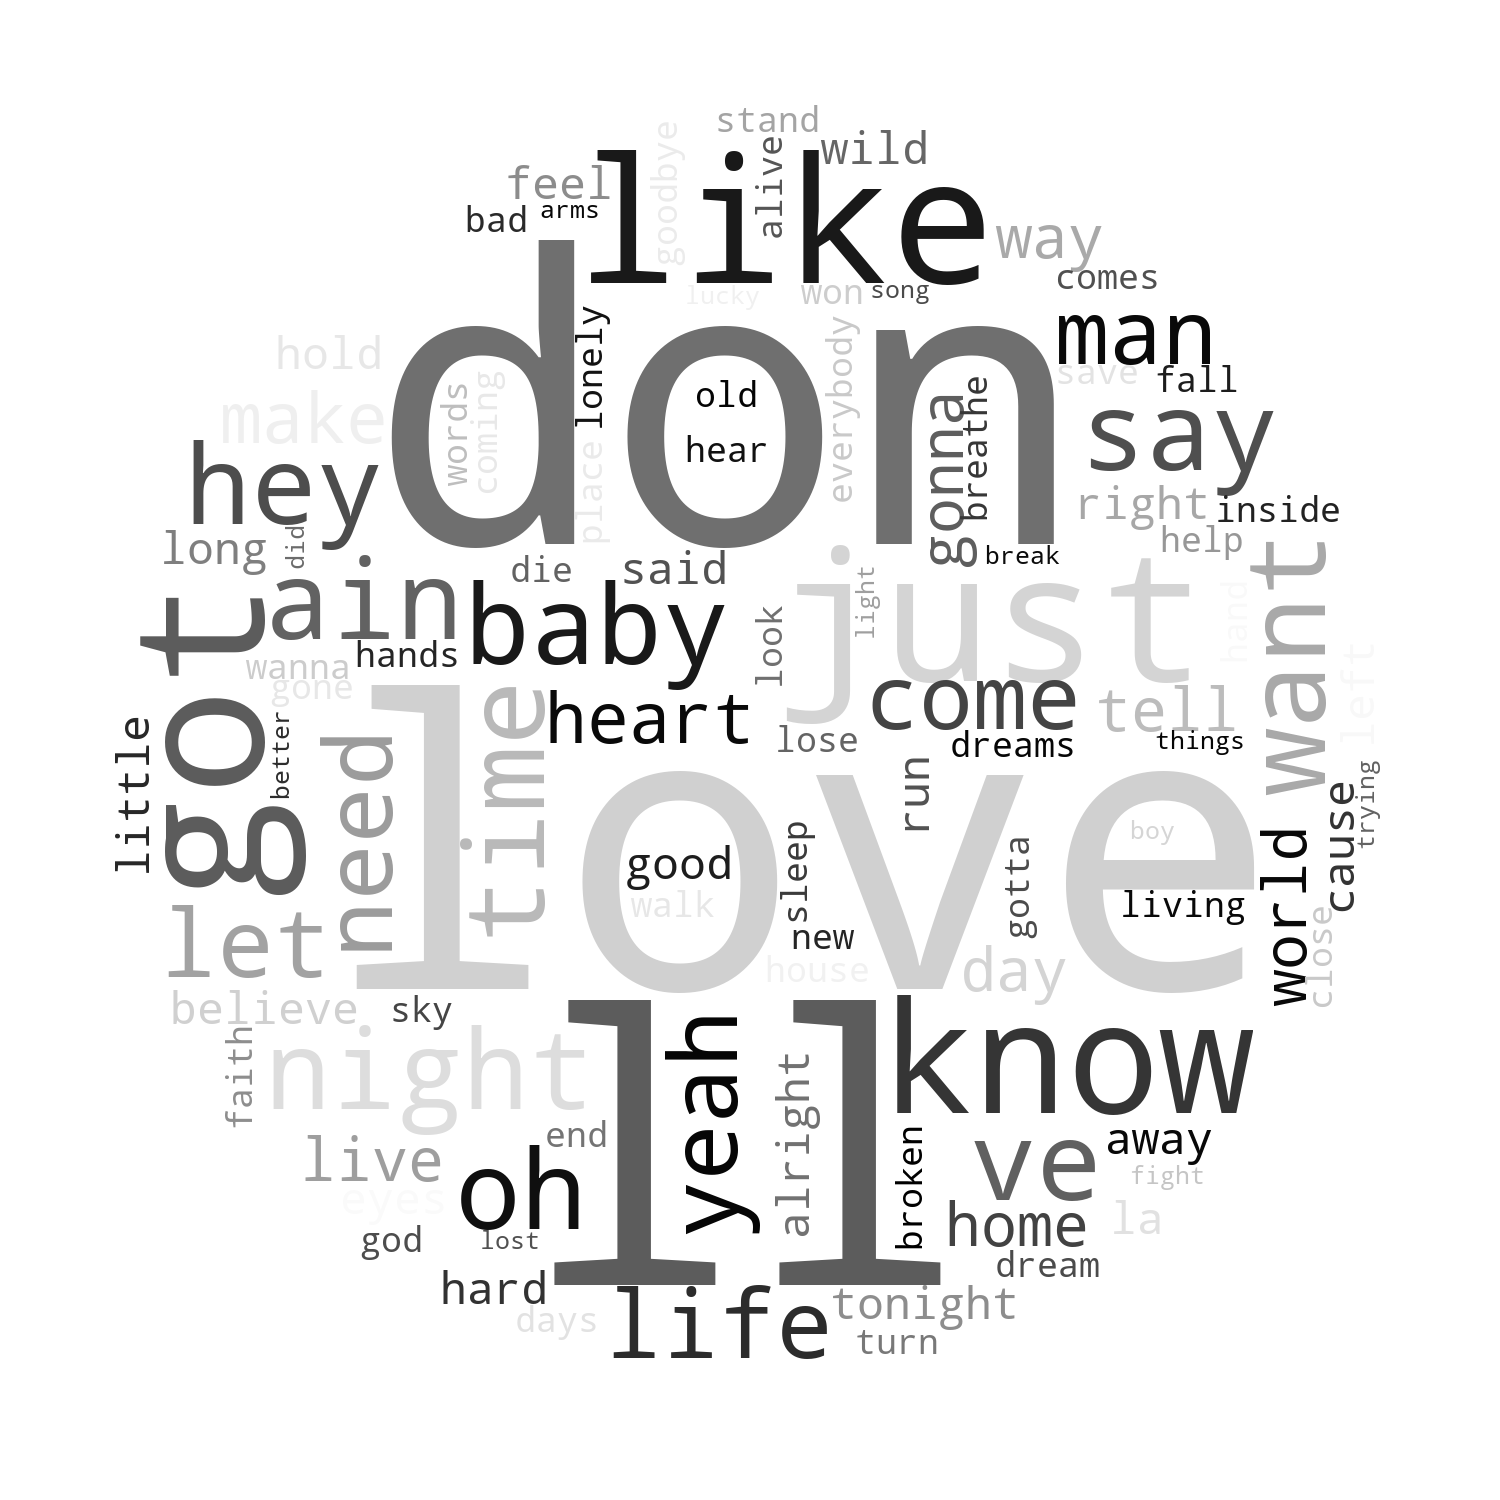 stand
goodbye
like
alive
wild
feel
bad
arms
way
comes
lucky
won
song
don
lonely
man
hold
save
fall
make
words
coming
old
hear
everybody
gonna
breathe
say
hey
place
right
inside
help
long
did
ain
die
said
break
baby
look
light
just
want
hand
left
wanna
hands
gone
got
heart
come
tell
lose
dreams
things
little
better
need
time
love
run
boy
trying
cause
world
good
walk
sleep
gotta
living
new
let
house
day
close
believe
sky
faith
night
ll
yeah
alright
know
live
end
eyes
oh
god
lost
broken
ve
away
fight
home
la
dream
hard
days
life
tonight
turn